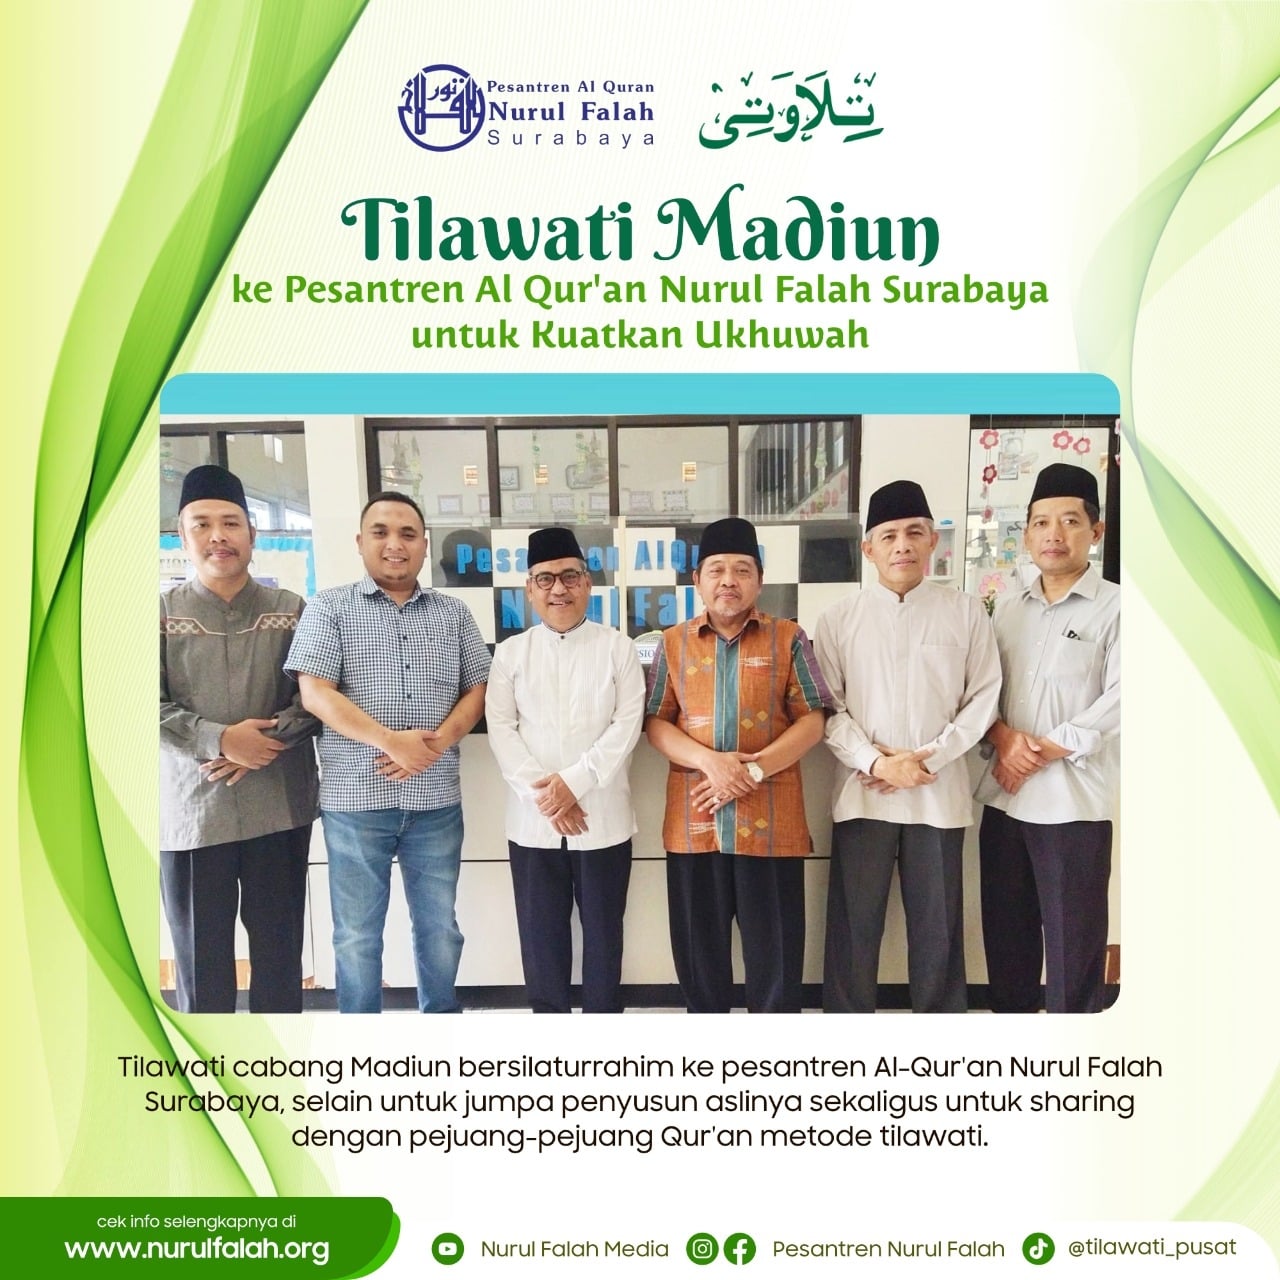 Pesantren Al Quran
Nurul Falah
Surabaya
تِلَاوَتِيْ
Tilawati Madiun
ke Pesantren Al Qur'an Nurul Falah Surabaya
untuk Kuatkan Ukhuwah
Tilawati cabang Madiun bersilaturrahim ke pesantren Al-Qur'an Nurul Falah
Surabaya, selain untuk jumpa penyusun aslinya sekaligus untuk sharing
dengan pejuang-pejuang Qur'an metode tilawati.
cek info selengkapnya di
www.nurulfalah.org
Nurul Falah Media
Pesantren Nurul Falah
@tilawati_pusat